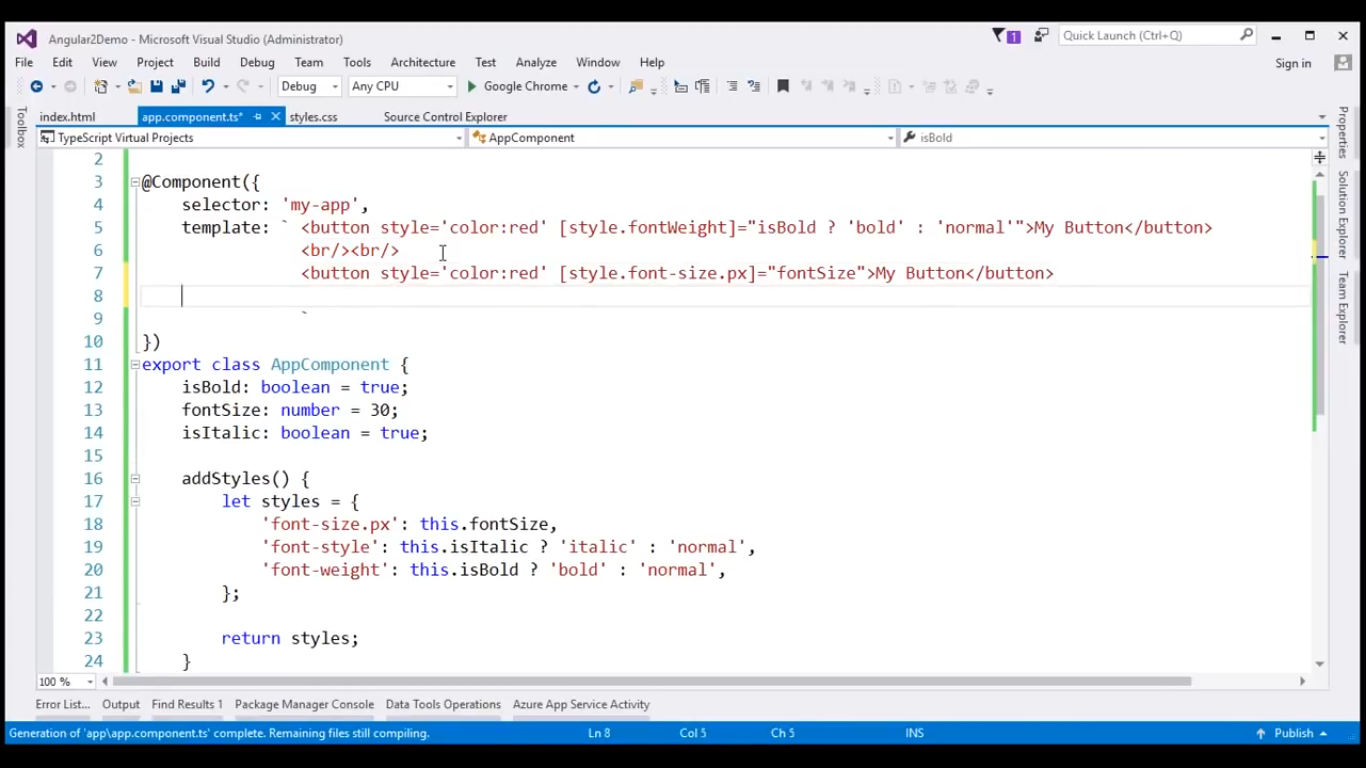 Angular2Demo - Microsoft Visual Studio (Administrator) 1 Quick Launch (Ctrl+Q)
File Edit View Project Build Debug Team Tools Architecture Test Analyze Window Help Sign in
Debug Any CPU Google Chrome
index.html app.component.ts* styles.css Source Control Explorer
TypeScript Virtual Projects AppComponent isBold
2
3 @Component({
4 selector: 'my-app',
5 template: ` <button style='color:red' [style.fontWeight]="isBold ? 'bold' : 'normal'">My Button</button>
6 <br/><br/>
7 <button style='color:red' [style.font-size.px]="fontSize">My Button</button>
8
9 `
10 })
11 export class AppComponent {
12 isBold: boolean = true;
13 fontSize: number = 30;
14 isItalic: boolean = true;
15
16 addStyles() {
17 let styles = {
18 'font-size.px': this.fontSize,
19 'font-style': this.isItalic ? 'italic' : 'normal',
20 'font-weight': this.isBold ? 'bold' : 'normal',
21 };
22
23 return styles;
24 }
100 %
Error List... Output Find Results 1 Package Manager Console Data Tools Operations Azure App Service Activity
Generation of 'app\app.component.ts' complete. Remaining files still compiling. Ln 8 Col 5 Ch 5 INS Publish
Toolbox
Properties
Solution Explorer
Team Explorer